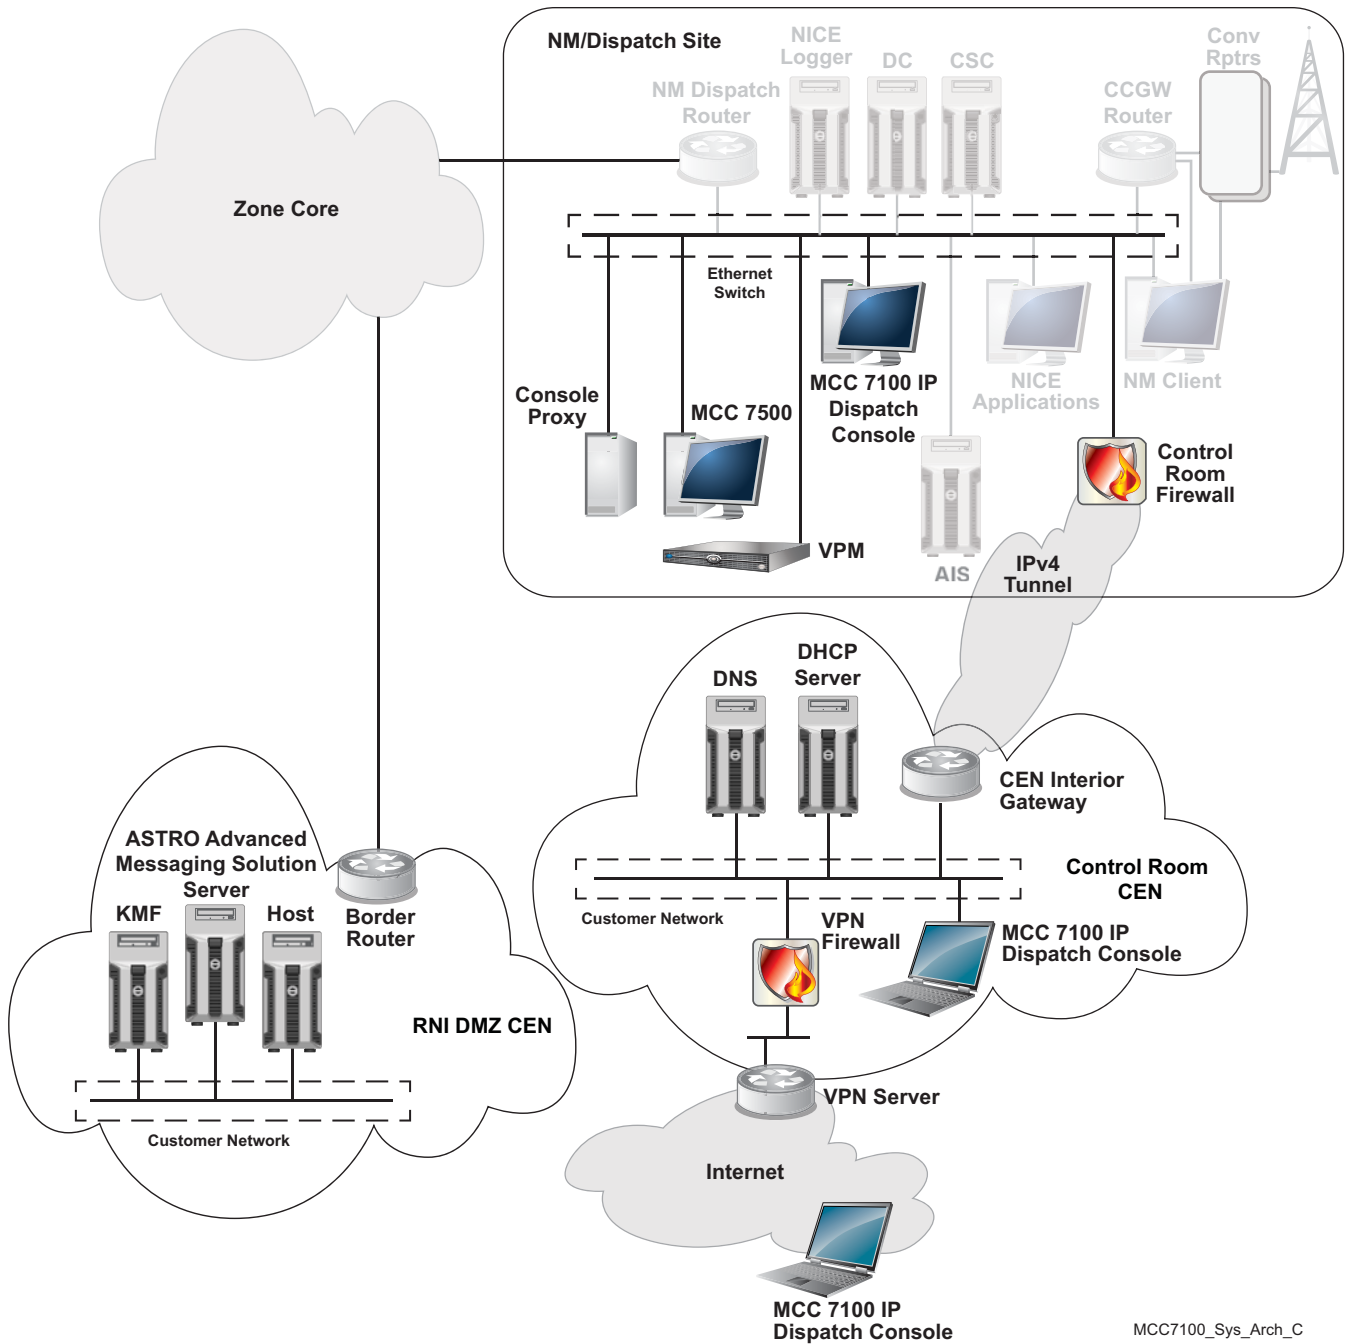 NM/Dispatch Site
NICE
Logger
DC
CSC
Conv
Rptrs
NM Dispatch
Router
CCGW
Router
Zone Core
Ethernet
Switch
MCC 7100 IP
Dispatch
Console
NICE
Applications
NM Client
Console
Proxy
MCC 7500
Control
Room
Firewall
VPM
AIS
IPv4
Tunnel
DNS
DHCP
Server
CEN Interior
Gateway
ASTRO Advanced
Messaging Solution
Server
KMF
Host
Border
Router
Control Room
CEN
Customer Network
VPN
Firewall
MCC 7100 IP
Dispatch Console
RNI DMZ CEN
VPN Server
Customer Network
Internet
MCC 7100 IP
Dispatch Console
MCC7100_Sys_Arch_C